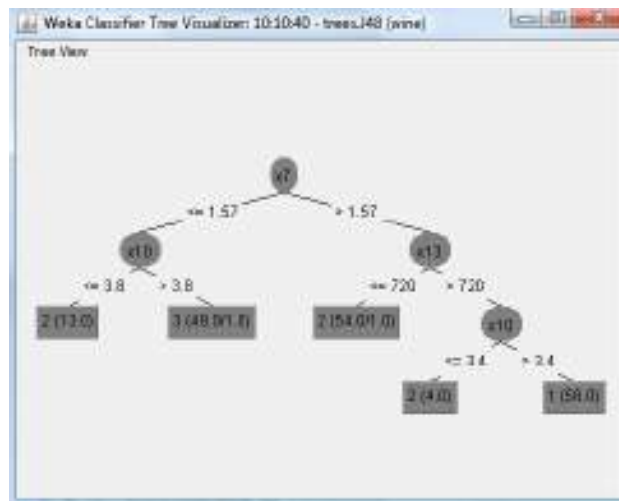 Weka Classifier Tree Visualizer: 10:10:40 - trees.J48 (wine)
Tree View
x7
<= 1.57 > 1.57
x10 x13
<= 3.8 > 3.8 <= 720 > 720
2 (13.0) 3 (49.0/1.0) 2 (54.0/1.0) x10
<= 3.4 > 3.4
2 (4.0) 1 (58.0)